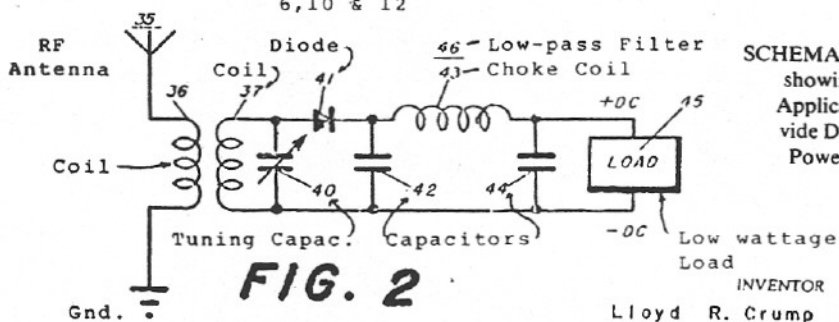 6,10 & 12
35
RF
Antenna
Diode
41
46 Low-pass Filter
43 Choke Coil
Coil
36
37
Coil
40
42
44
+DC
45
LOAD
-DC
Tuning Capac.
Capacitors
Low wattage
Load
Gnd.
FIG. 2
INVENTOR
Lloyd R. Crump
SCHEMA
showi
Applic
vide D
Powe